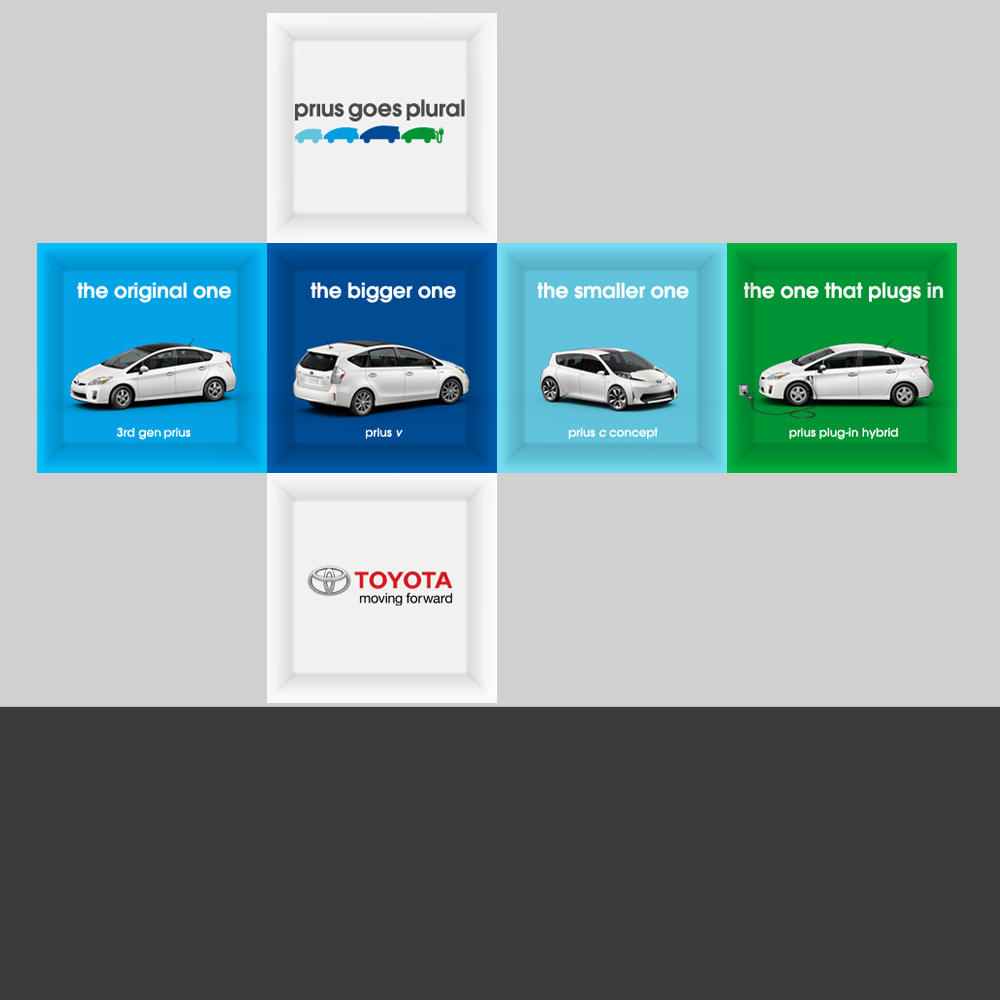 prius goes plural
the original one
3rd gen prius
the bigger one
prius v
the smaller one
prius c concept
the one that plugs in
prius plug-in hybrid
TOYOTA
moving forward